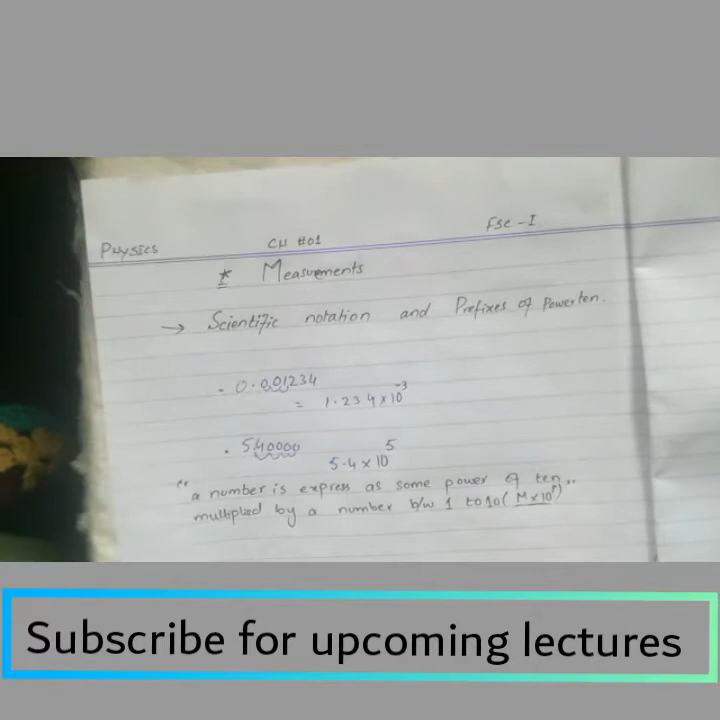 Physics CH #01 FSC-I
* Measurements
→ Scientific notation and Prefixes of Power ten.
. 0.001234
= 1.234 x 10⁻³
. 540000 5.4 x 10⁵
" a number is express as some power of ten,,
multiplied by a number b/w 1 to 10 ( M x 10ⁿ)
Subscribe for upcoming lectures